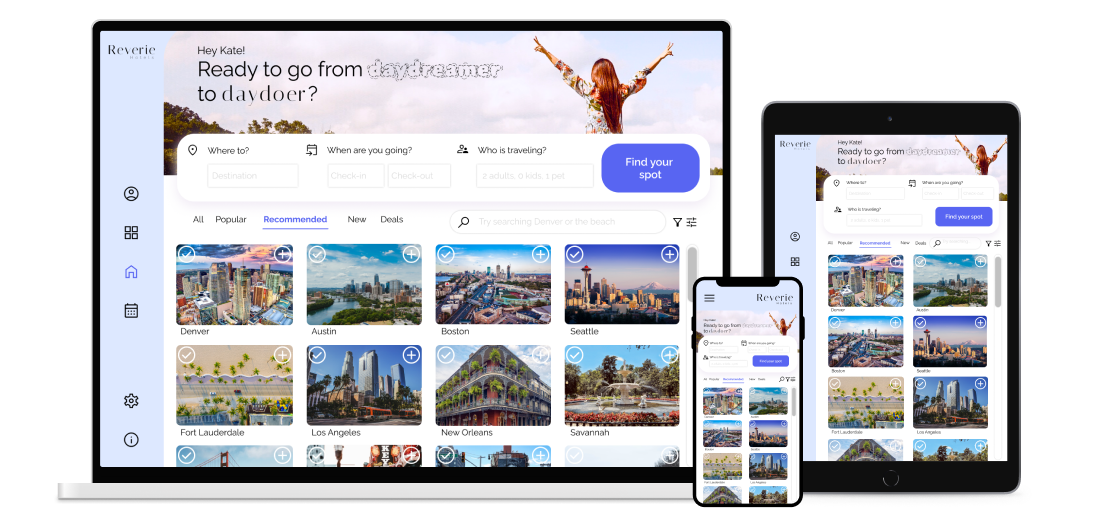 Reverie
HOTELS
Hey Kate!
Ready to go from daydreamer
to daydoer?
Where to?
When are you going?
Who is traveling?
Destination
Check-in
Check-out
2 adults, 0 kids, 1 pet
Find your
spot
All
Popular
Recommended
New
Deals
Try searching Denver or the beach
Denver
Austin
Boston
Seattle
Fort Lauderdale
Los Angeles
New Orleans
Savannah
Reverie
Hey Kate!
Ready to go from daydreamer
to daydoer?
Where to?
When are you going?
Who is traveling?
Find your spot
All
Popular
Recommended
New
Deals
Denver
Austin
Boston
Seattle
Fort Lauderdale
Los Angeles
Reverie
HOTELS
Hey Kate!
Ready to go from daydreamer
to daydoer?
Where to?
When are you going?
Who is traveling?
Find your spot
All
Popular
Recommended
New
Deals
Denver
Austin
Boston
Seattle
Fort Lauderdale
Los Angeles